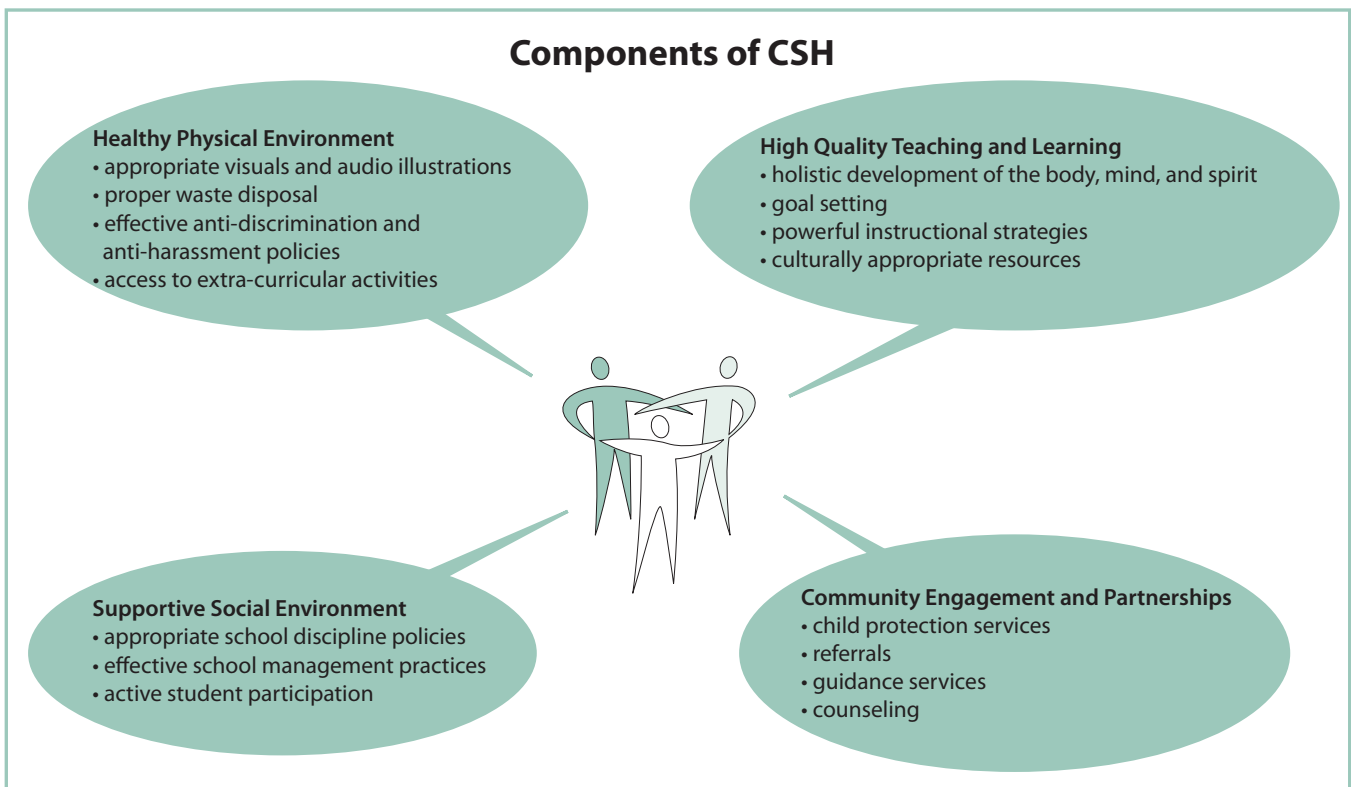 Components of CSH
Healthy Physical Environment
• appropriate visuals and audio illustrations
• proper waste disposal
• effective anti-discrimination and
anti-harassment policies
• access to extra-curricular activities
High Quality Teaching and Learning
• holistic development of the body, mind, and spirit
• goal setting
• powerful instructional strategies
• culturally appropriate resources
Supportive Social Environment
• appropriate school discipline policies
• effective school management practices
• active student participation
Community Engagement and Partnerships
• child protection services
• referrals
• guidance services
• counseling